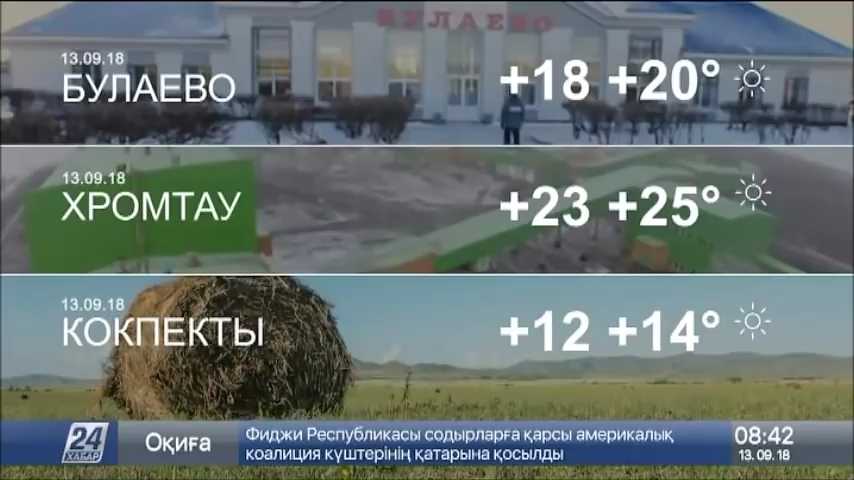 БУЛАЕВО
13.09.18
БУЛАЕВО
+18 +20°
13.09.18
ХРОМТАУ
+23 +25°
13.09.18
КОКПЕКТЫ
+12 +14°
24
ХАБАР
Оқиға
Фиджи Республикасы содырларға қарсы америкалық
коалиция күштерінің қатарына қосылды
08:42
13.09.18